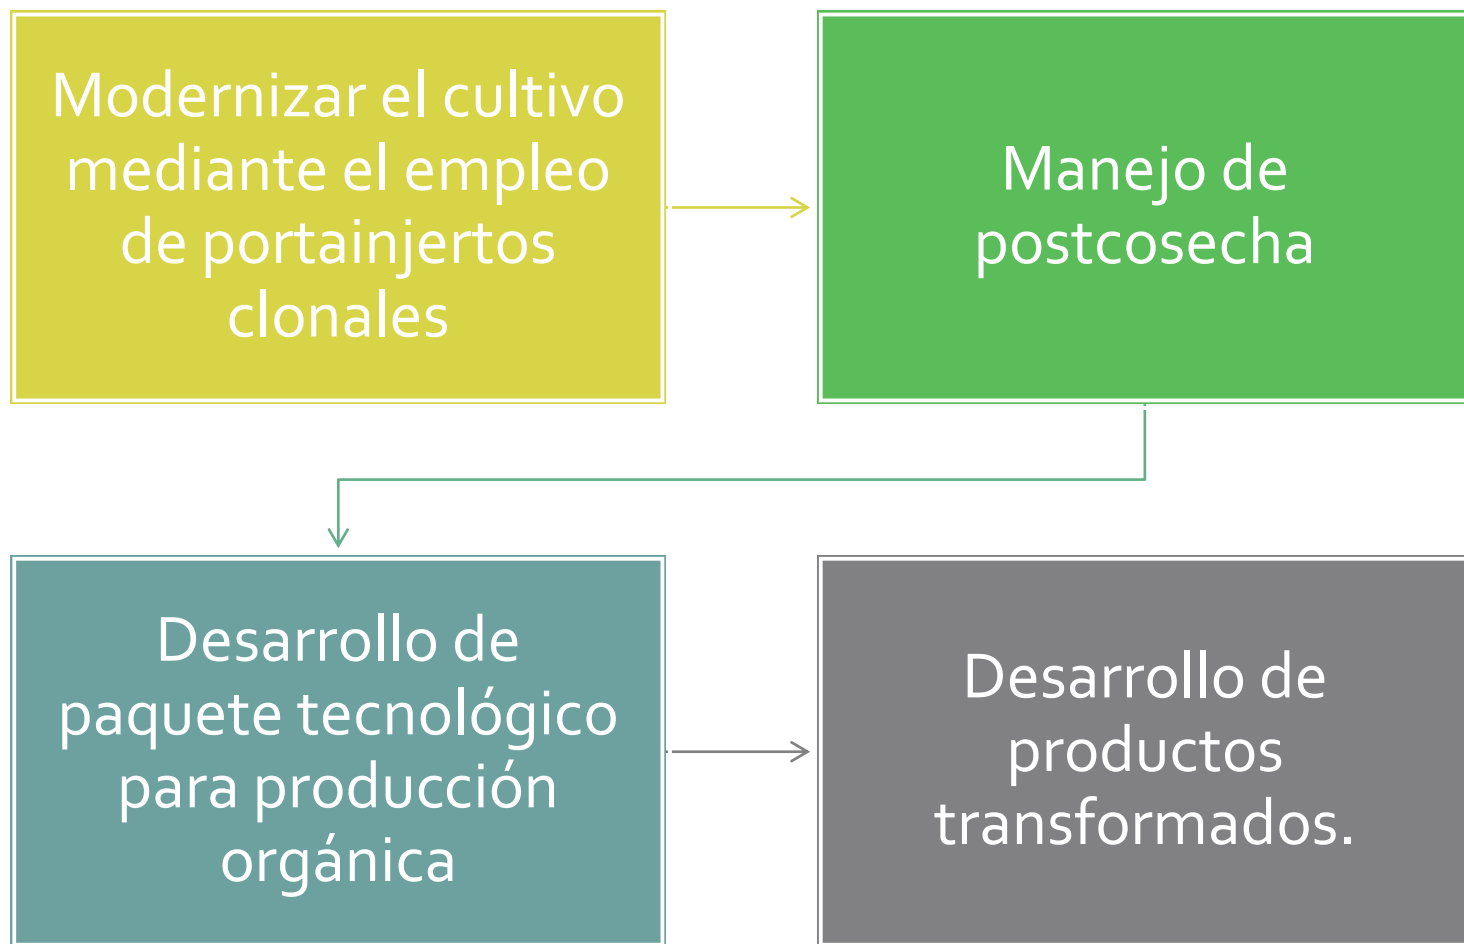 Modernizar el cultivo
mediante el empleo
de portainjertos
clonales
Manejo de
postcosecha
Desarrollo de
paquete tecnológico
para producción
orgánica
Desarrollo de
productos
transformados.